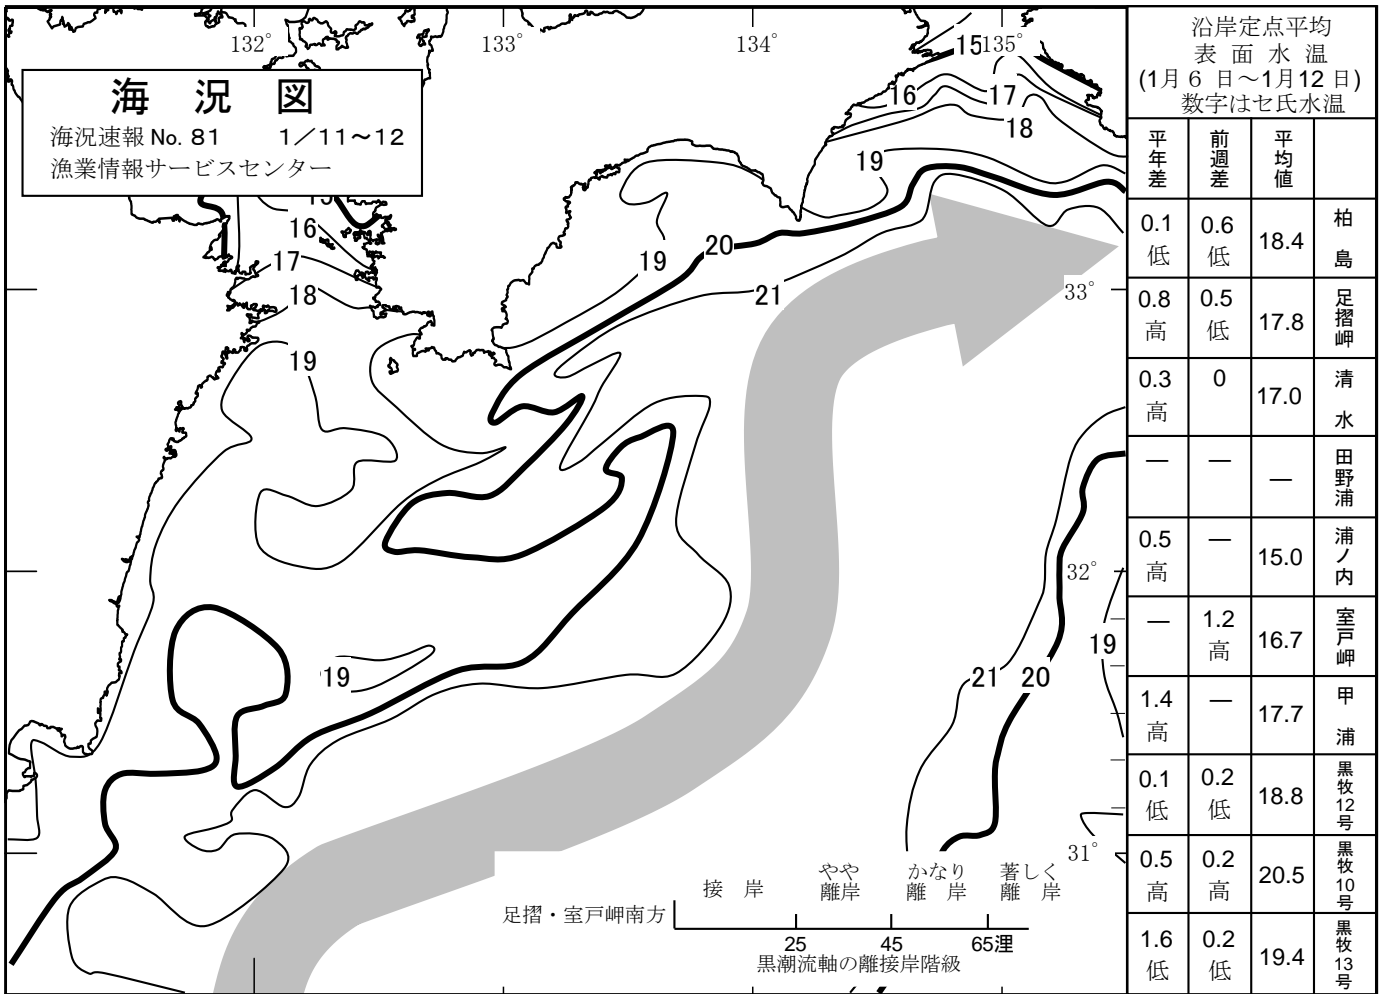 海況図
海況速報 No. 81　1／11～12
漁業情報サービスセンター
132°
133°
134°
135°
15
16
17
18
19
16
17
18
19
19
20
21
33°
32°
19
19
21
20
31°
接岸
やや離岸
かなり離岸
著しく離岸
足摺・室戸岬南方
25
45
65浬
黒潮流軸の離接岸階級
沿岸定点平均
表面水温
(1月６日～1月12日)
数字はセ氏水温
平年差 前週差 平均値
0.1低 0.6低 18.4 柏島
0.8高 0.5低 17.8 足摺岬
0.3高 0 17.0 清水
— — — 田野浦
0.5高 — 15.0 浦ノ内
— 1.2高 16.7 室戸岬
1.4高 — 17.7 甲浦
0.1低 0.2低 18.8 黒牧12号
0.5高 0.2高 20.5 黒牧10号
1.6低 0.2低 19.4 黒牧13号